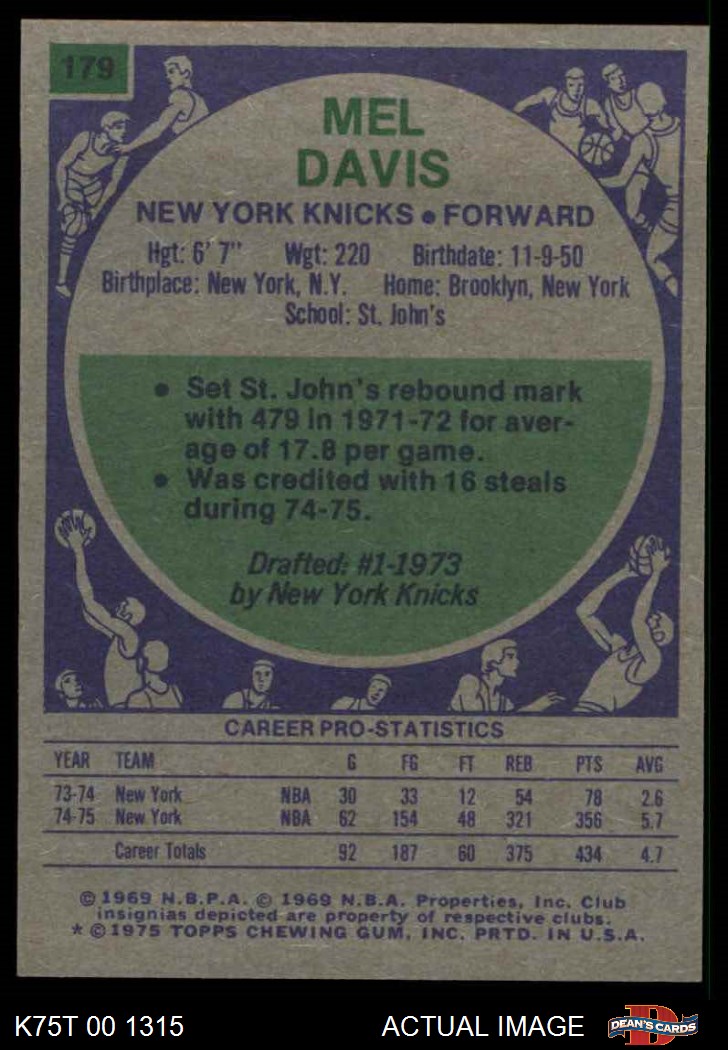 179
MEL
DAVIS
NEW YORK KNICKS • FORWARD
Hgt: 6' 7" Wgt: 220 Birthdate: 11-9-50
Birthplace: New York, N.Y. Home: Brooklyn, New York
School: St. John's
• Set St. John's rebound mark
with 479 in 1971-72 for aver-
age of 17.8 per game.
• Was credited with 16 steals
during 74-75.
Drafted: #1-1973
by New York Knicks
CAREER PRO-STATISTICS
YEAR TEAM G FG FT REB PTS AVG
73-74 New York NBA 30 33 12 54 78 2.6
74-75 New York NBA 62 154 48 321 356 5.7
Career Totals 92 187 60 375 434 4.7
© 1969 N.B.P.A. © 1969 N.B.A. Properties, Inc. Club
insignias depicted are property of respective clubs.
* © 1975 TOPPS CHEWING GUM, INC. PRTD. IN U.S.A.
K75T 00 1315 ACTUAL IMAGE D DEAN'S CARDS